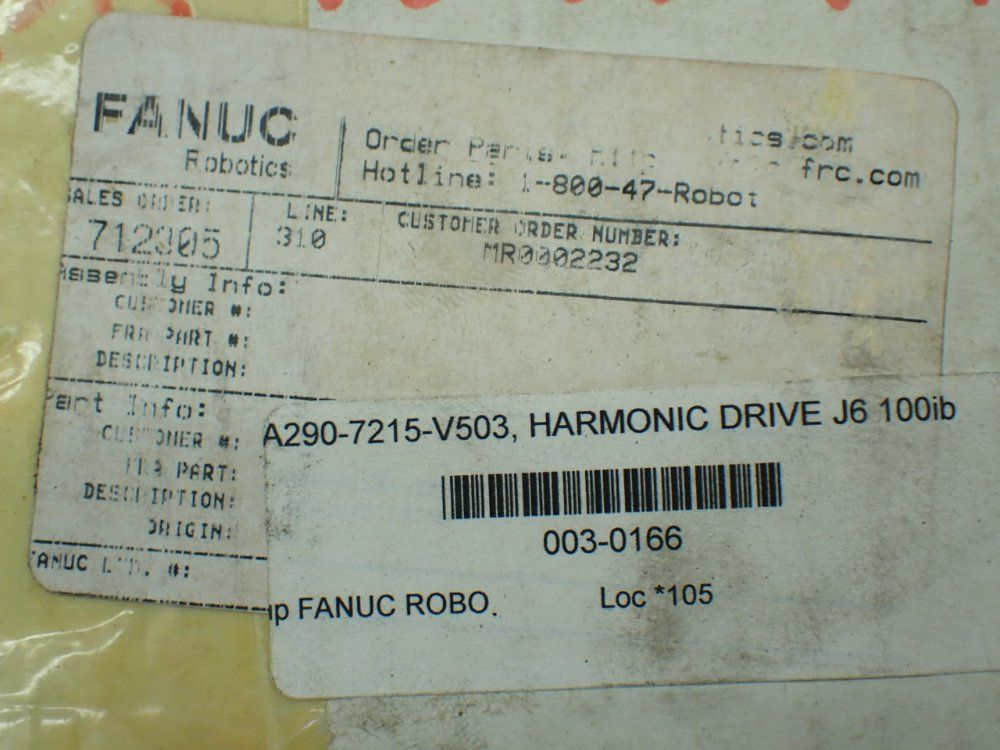 FANUC
Robotics
Order Parts:
Hotline: 1-800-47-Robot
frc.com
SALES ORDER:
712305
LINE:
310
CUSTOMER ORDER NUMBER:
MR0002232
Assembly Info:
CUSTOMER #:
FRA PART #:
DESCRIPTION:
Part Info:
CUSTOMER #:
FRA PART:
DESCRIPTION:
ORIGIN:
FANUC LTD. #:
A290-7215-V503, HARMONIC DRIVE J6 100ib
003-0166
FANUC ROBO.
Loc *105